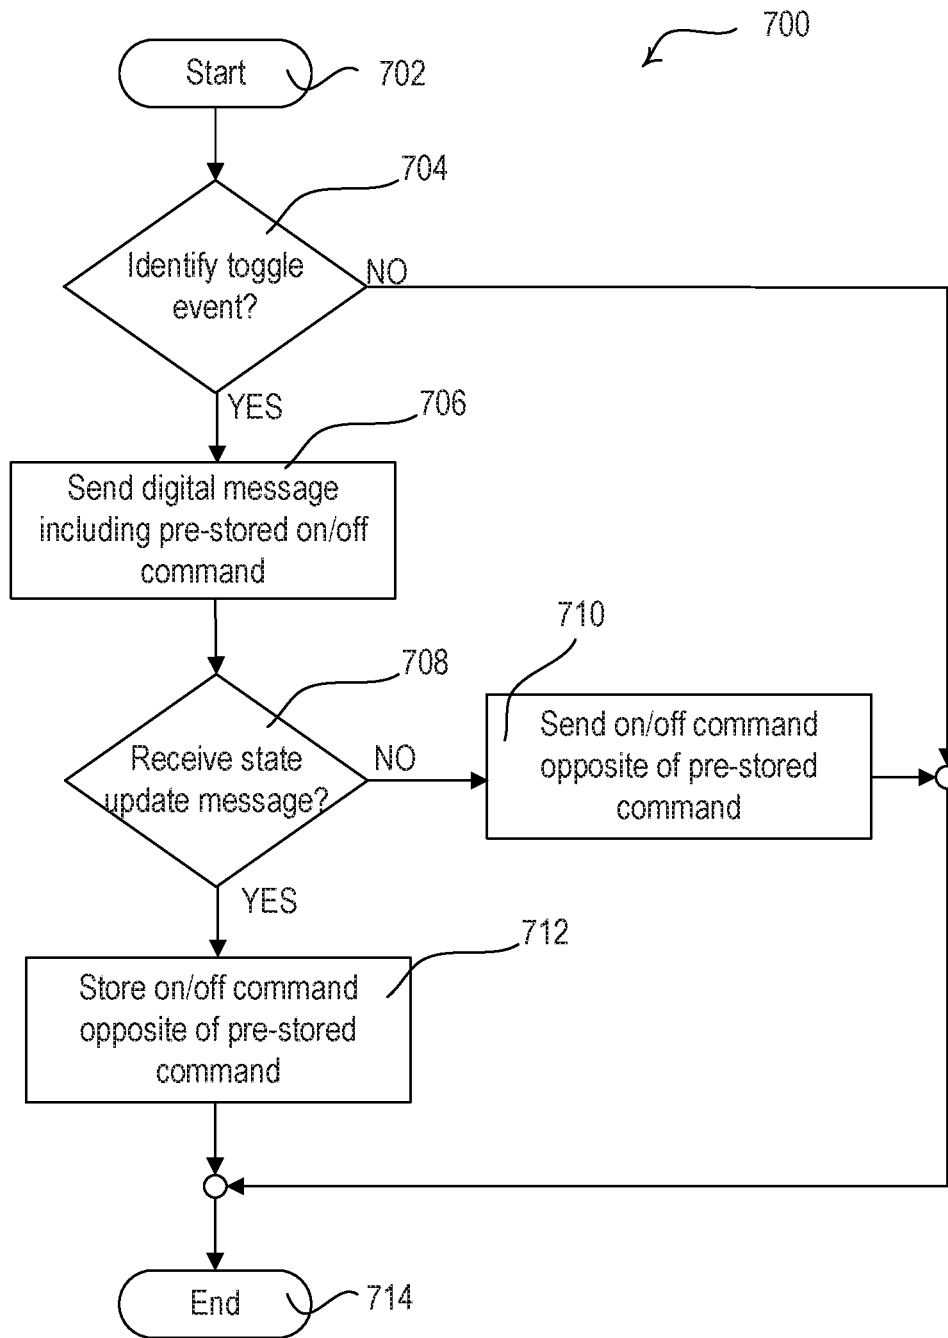 700
Start
702
704
Identify toggle
event?
NO
YES
706
Send digital message
including pre-stored on/off
command
710
708
Receive state
update message?
NO
Send on/off command
opposite of pre-stored
command
YES
712
Store on/off command
opposite of pre-stored
command
End
714